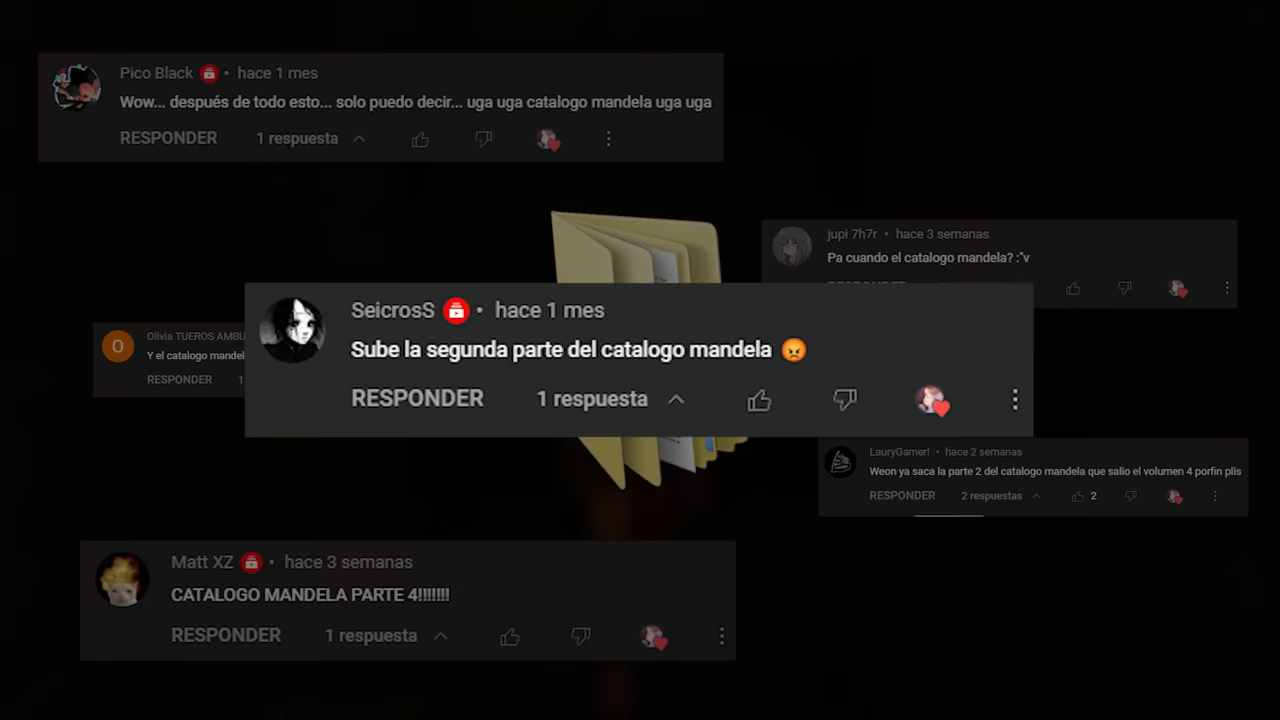 Pico Black • hace 1 mes
Wow... después de todo esto... solo puedo decir... uga uga catalogo mandela uga uga
RESPONDER 1 respuesta
jupi 7h7r • hace 3 semanas
Pa cuando el catalogo mandela? :"v
SeicrosS • hace 1 mes
Sube la segunda parte del catalogo mandela 😡
RESPONDER 1 respuesta
O
Olivia TUEROS AMBU
Y el catalogo mandel
RESPONDER 1
LauryGamer! • hace 2 semanas
Weon ya saca la parte 2 del catalogo mandela que salio el volumen 4 porfin plis
RESPONDER 2 respuestas 2
Matt XZ • hace 3 semanas
CATALOGO MANDELA PARTE 4!!!!!!!
RESPONDER 1 respuesta